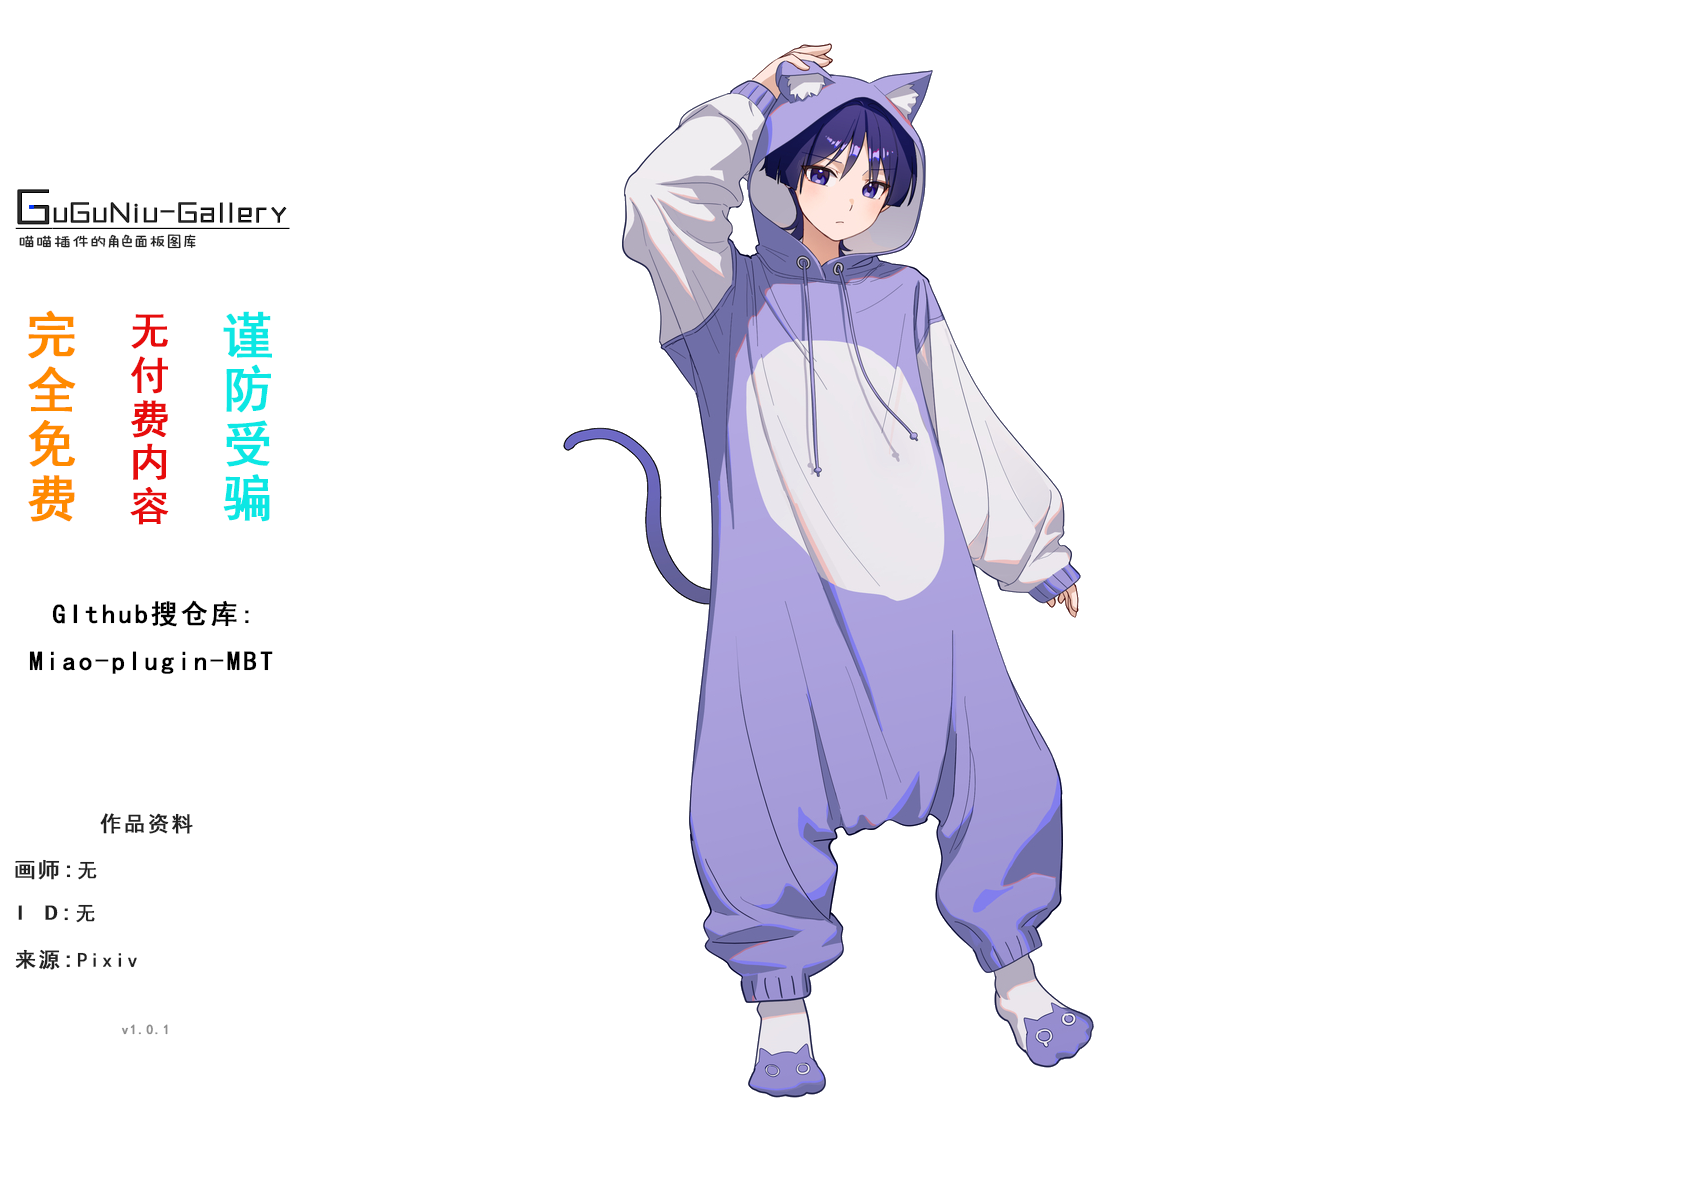 GuGuNiu-Gallery
喵喵插件的角色面板图库
完全免费
无付费内容
谨防受骗
GIthub搜仓库:
Miao-plugin-MBT
作品资料
画师:无
I D:无
来源:Pixiv
v1.0.1